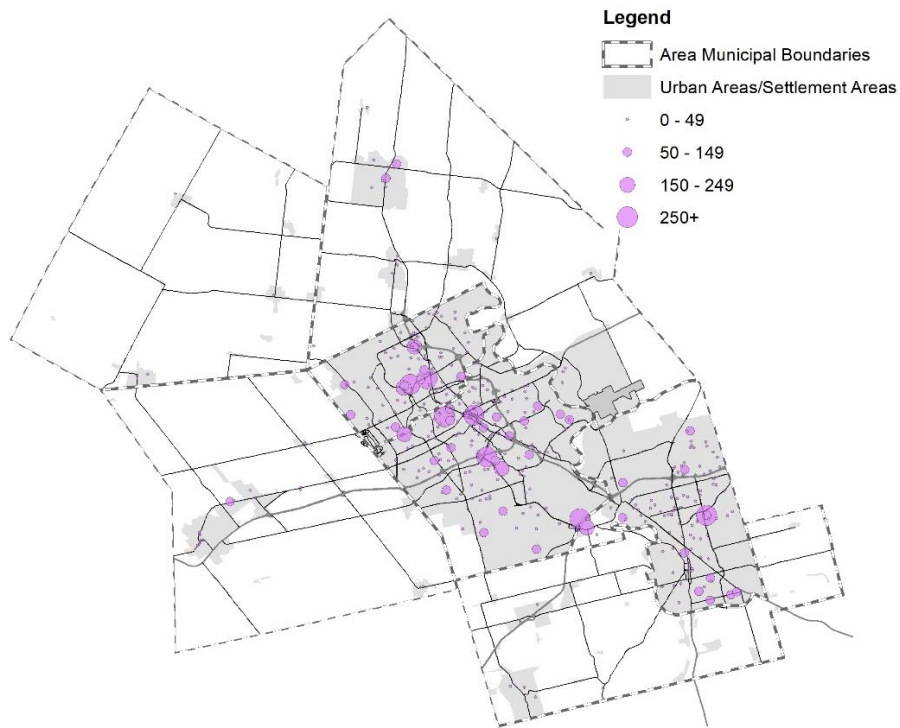 Legend
Area Municipal Boundaries
Urban Areas/Settlement Areas
0 - 49
50 - 149
150 - 249
250+